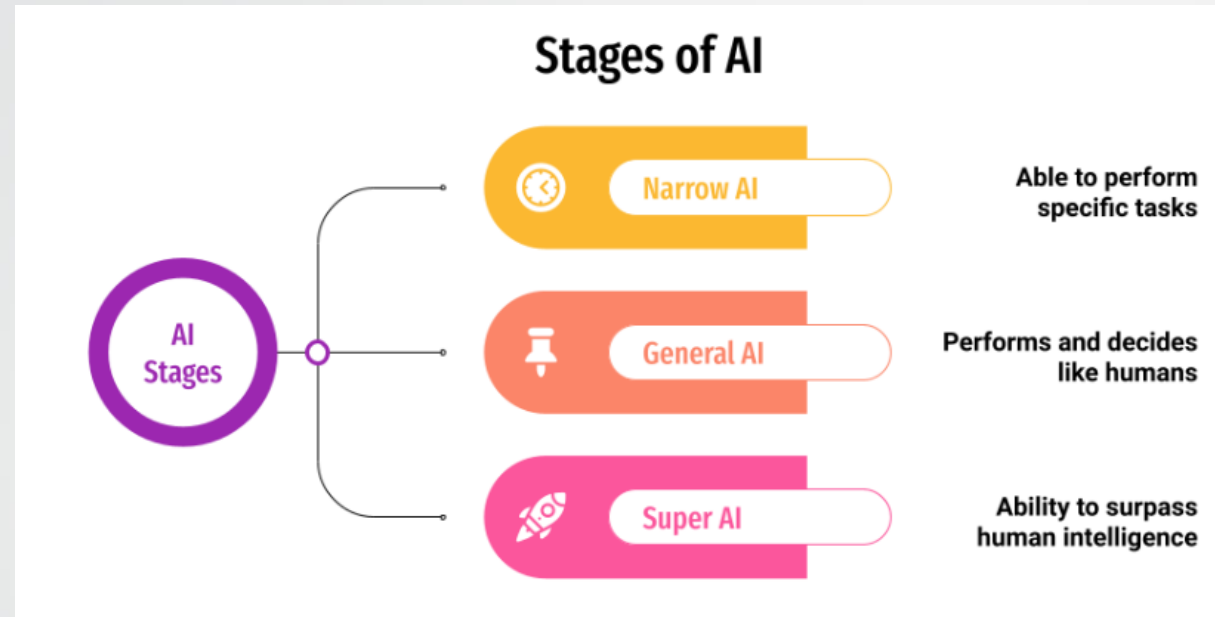 Stages of AI
AI
Stages
Narrow AI
Able to perform
specific tasks
General AI
Performs and decides
like humans
Super AI
Ability to surpass
human intelligence